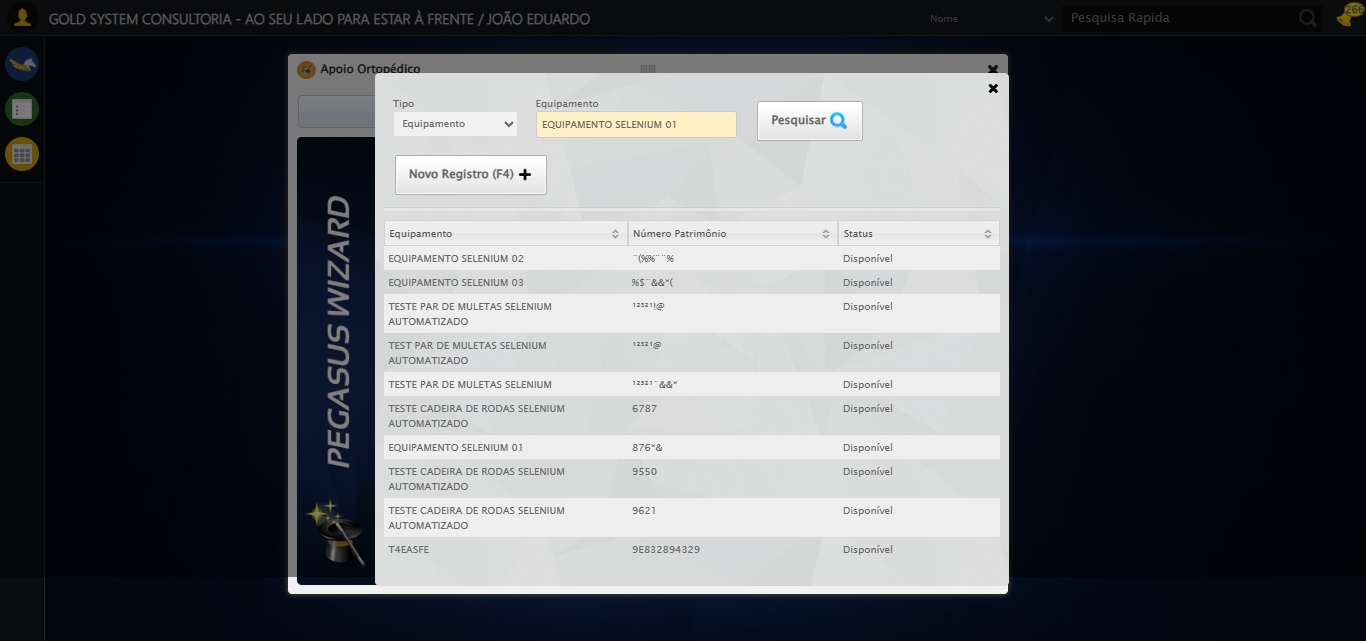 GOLD SYSTEM CONSULTORIA - AO SEU LADO PARA ESTAR À FRENTE / JOÃO EDUARDO
Nome
Pesquisa Rapida
266
Apoio Ortopédico
Tipo
Equipamento
Equipamento
EQUIPAMENTO SELENIUM 01
Pesquisar
Novo Registro (F4)
PEGASUS WIZARD
Equipamento Número Patrimônio Status
EQUIPAMENTO SELENIUM 02 ¨(%%¨¨% Disponível
EQUIPAMENTO SELENIUM 03 %$¨&&*( Disponível
TESTE PAR DE MULETAS SELENIUM AUTOMATIZADO ¹²³²¹!@ Disponível
TEST PAR DE MULETAS SELENIUM AUTOMATIZADO ¹²³²¹@ Disponível
TESTE PAR DE MULETAS SELENIUM ¹²³²¹¨&&* Disponível
TESTE CADEIRA DE RODAS SELENIUM AUTOMATIZADO 6787 Disponível
EQUIPAMENTO SELENIUM 01 876*& Disponível
TESTE CADEIRA DE RODAS SELENIUM AUTOMATIZADO 9550 Disponível
TESTE CADEIRA DE RODAS SELENIUM AUTOMATIZADO 9621 Disponível
T4EASFE 9E832894329 Disponível